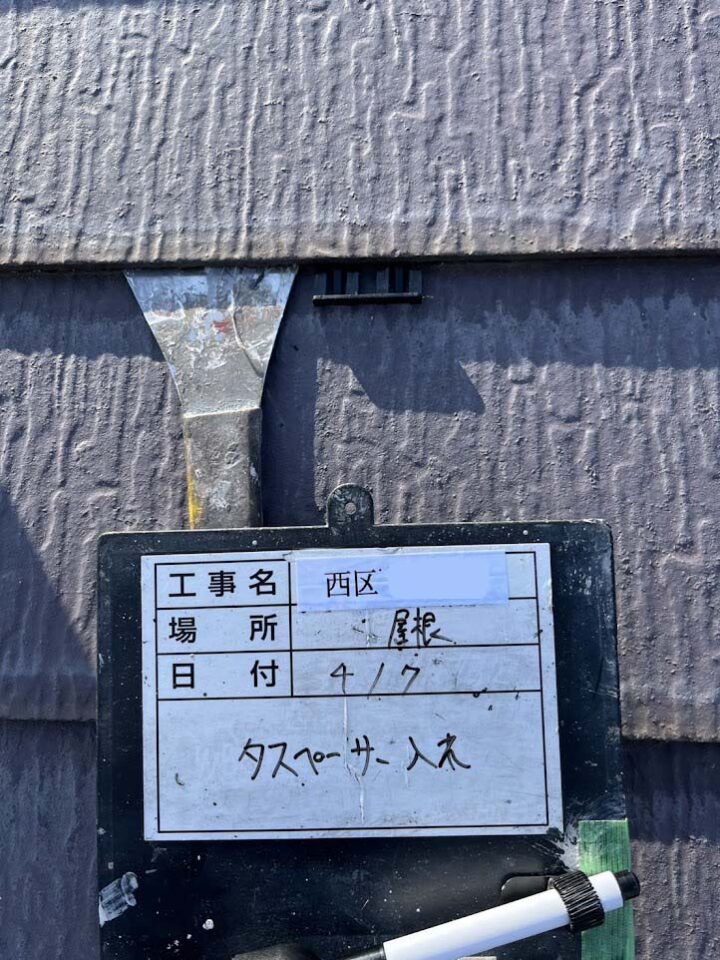 工事名 西区
場所 屋根
日付 4/7
タスペーサー入れ